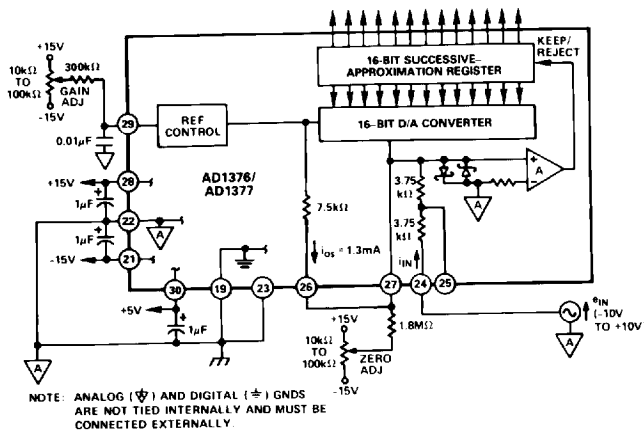 KEEP/
REJECT
16-BIT SUCCESSIVE-
APPROXIMATION REGISTER
+15V
10kΩ
TO
100kΩ
300kΩ
GAIN
ADJ
-15V
29
REF
CONTROL
16-BIT D/A CONVERTER
0.01µF
AD1376/
AD1377
+15V
28
1µF
22
A
1µF
-15V
21
7.5kΩ
iOS = 1.3mA
3.75
kΩ
3.75
kΩ
iIN
+
−
A
A
30
19
23
26
27
24
25
+5V
1µF
A
+15V
10kΩ
TO
100kΩ
ZERO
ADJ
-15V
1.8MΩ
eIN
(-10V
TO +10V)
A
NOTE: ANALOG (A) AND DIGITAL ( ) GNDS
ARE NOT TIED INTERNALLY AND MUST BE
CONNECTED EXTERNALLY.